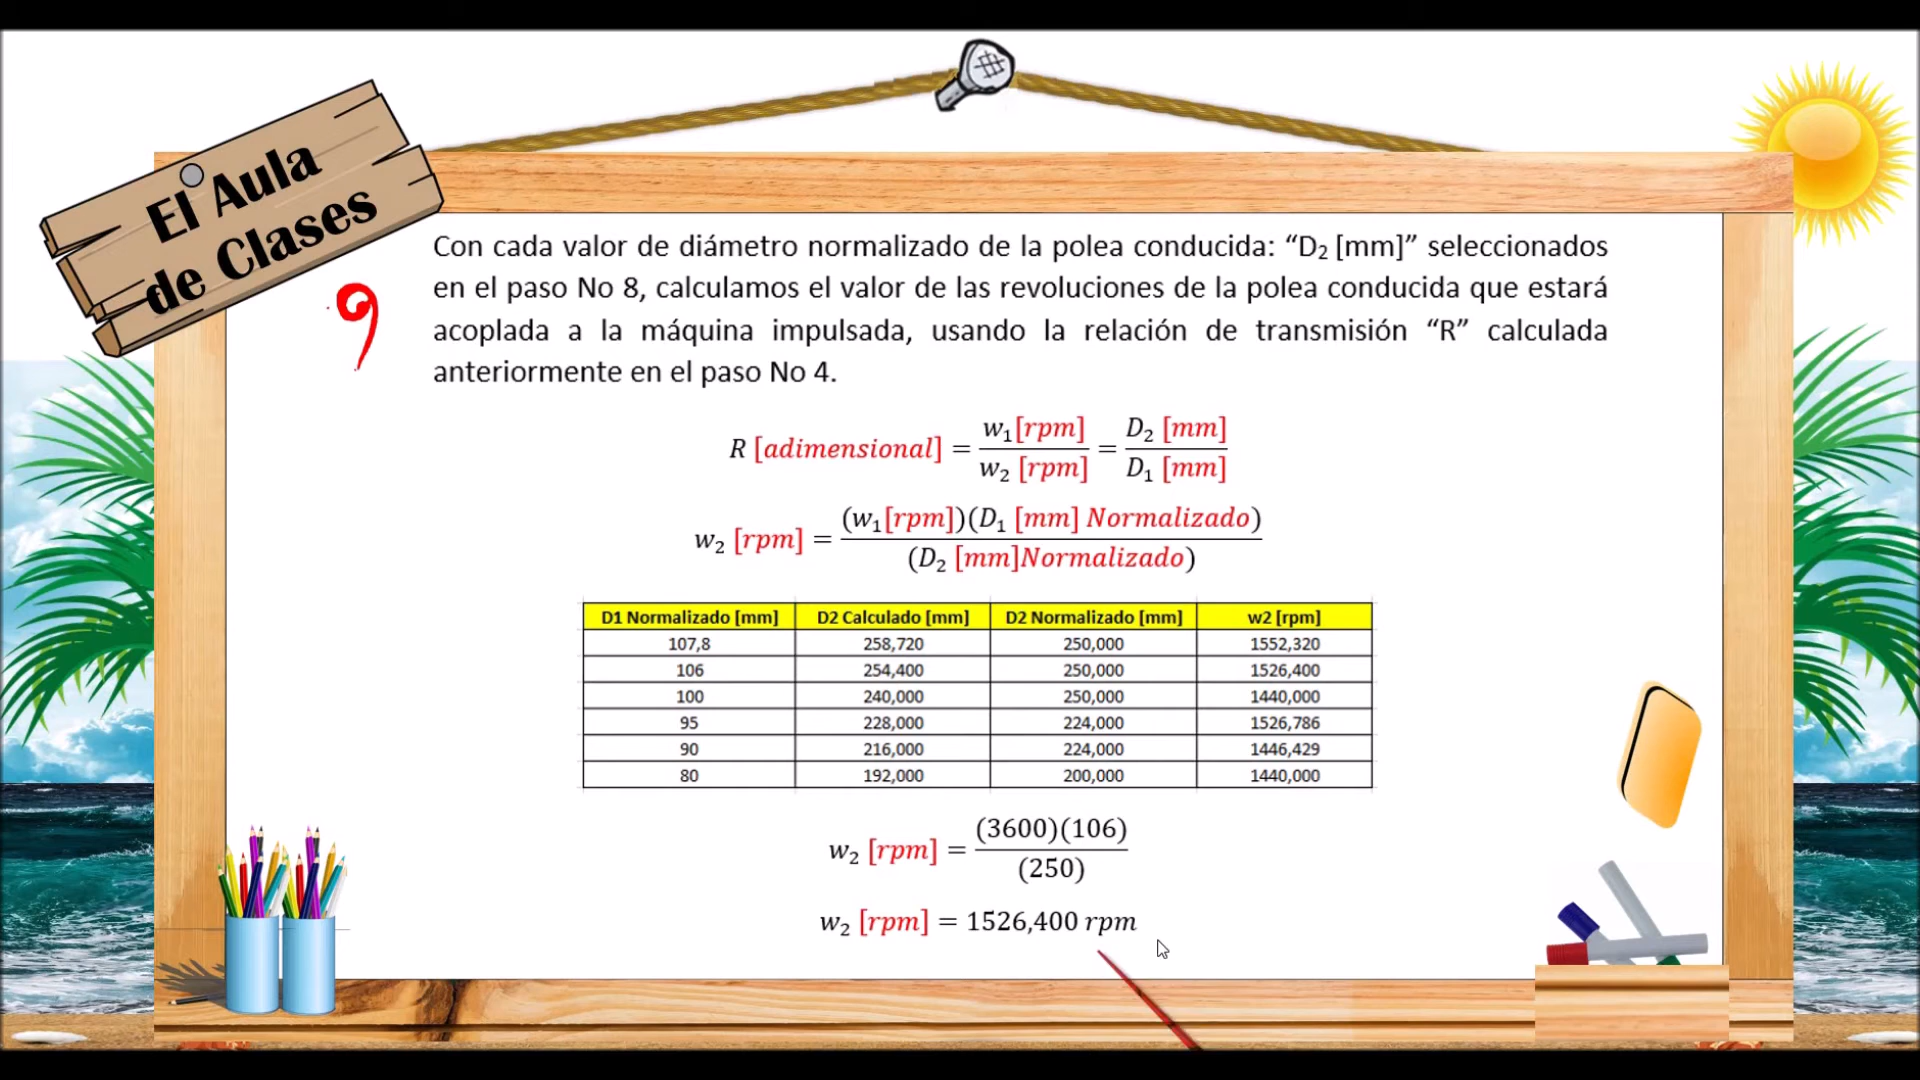 El Aula
de Clases
9
Con cada valor de diámetro normalizado de la polea conducida: “D₂ [mm]” seleccionados
en el paso No 8, calculamos el valor de las revoluciones de la polea conducida que estará
acoplada a la máquina impulsada, usando la relación de transmisión “R” calculada
anteriormente en el paso No 4.
R [adimensional] = w₁[rpm] / w₂ [rpm] = D₂ [mm] / D₁ [mm]
w₂ [rpm] = (w₁[rpm])(D₁ [mm] Normalizado) / (D₂ [mm]Normalizado)
D1 Normalizado [mm] D2 Calculado [mm] D2 Normalizado [mm] w2 [rpm]
107,8 258,720 250,000 1552,320
106 254,400 250,000 1526,400
100 240,000 250,000 1440,000
95 228,000 224,000 1526,786
90 216,000 224,000 1446,429
80 192,000 200,000 1440,000
w₂ [rpm] = (3600)(106) / (250)
w₂ [rpm] = 1526,400 rpm